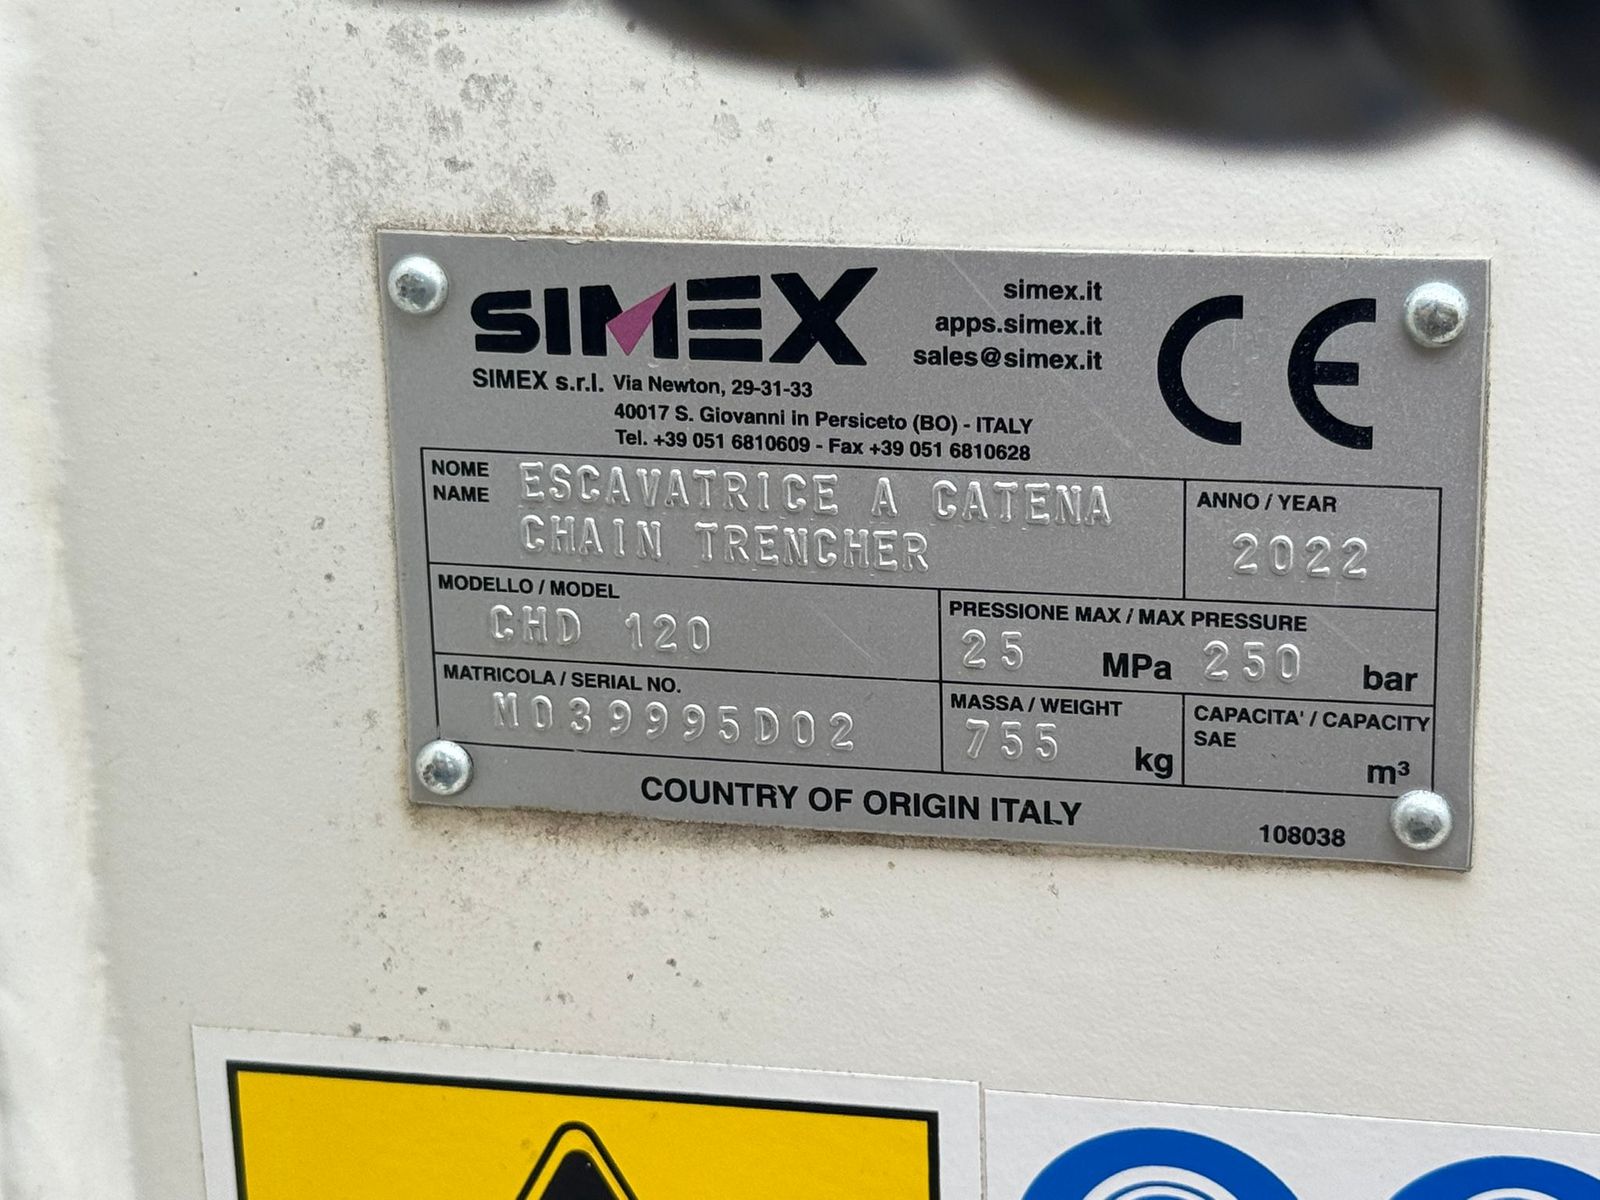 SIMEX
simex.it
apps.simex.it
sales@simex.it
CE
SIMEX s.r.l. Via Newton, 29-31-33
40017 S. Giovanni in Persiceto (BO) - ITALY
Tel. +39 051 6810609 - Fax +39 051 6810628
NOME
NAME
ESCAVATRICE A CATENA
CHAIN TRENCHER
ANNO / YEAR
2022
MODELLO / MODEL
CHD 120
PRESSIONE MAX / MAX PRESSURE
25 MPa 250 bar
MATRICOLA / SERIAL NO.
M039995D02
MASSA / WEIGHT
755 kg
CAPACITA' / CAPACITY
SAE
m³
COUNTRY OF ORIGIN ITALY
108038